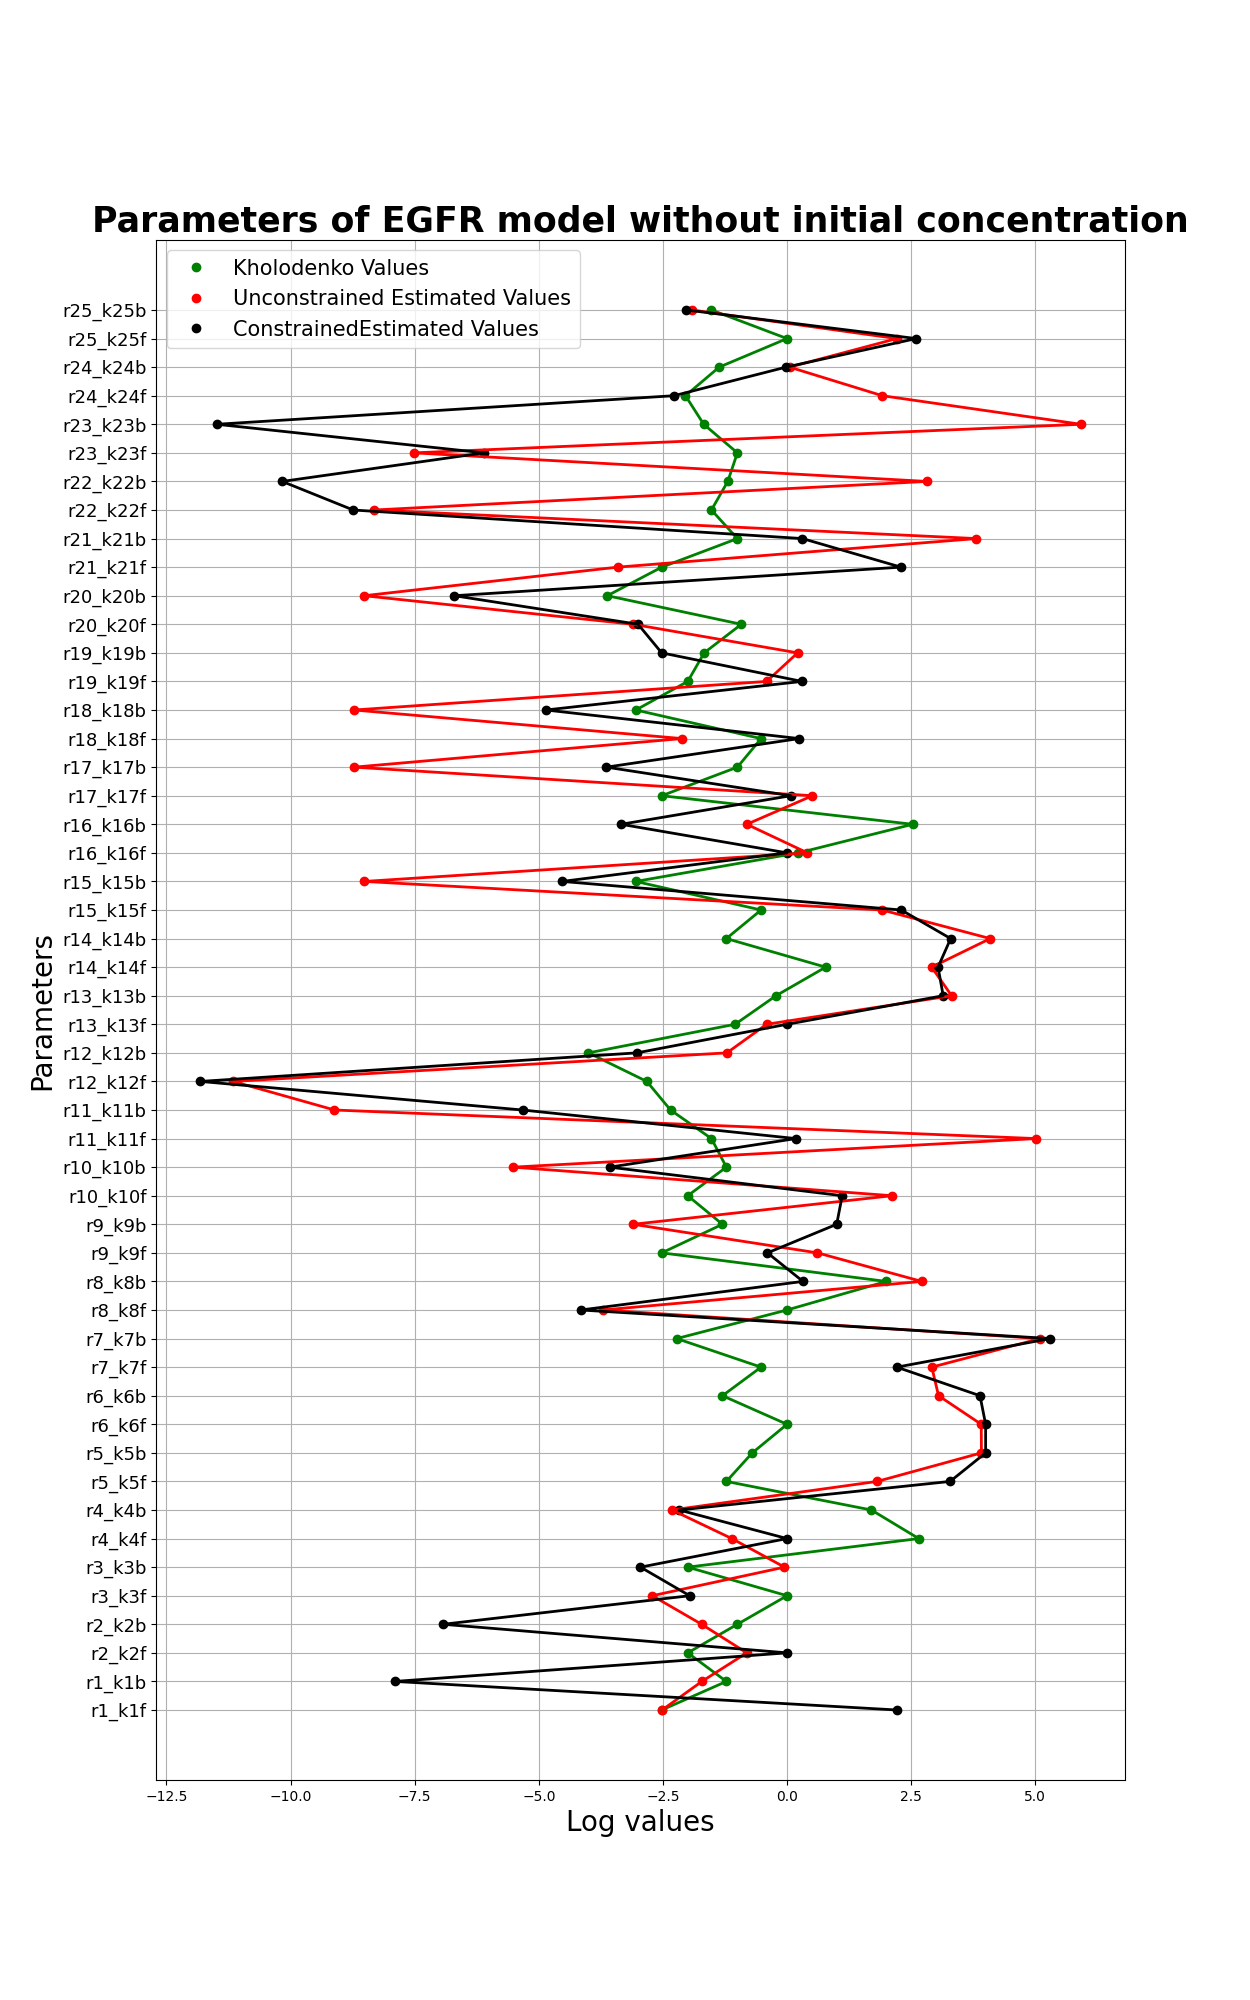 Parameters of EGFR model without initial concentration
Kholodenko Values
Unconstrained Estimated Values
ConstrainedEstimated Values
r25_k25b
r25_k25f
r24_k24b
r24_k24f
r23_k23b
r23_k23f
r22_k22b
r22_k22f
r21_k21b
r21_k21f
r20_k20b
r20_k20f
r19_k19b
r19_k19f
r18_k18b
r18_k18f
r17_k17b
r17_k17f
r16_k16b
r16_k16f
r15_k15b
r15_k15f
r14_k14b
r14_k14f
r13_k13b
r13_k13f
r12_k12b
r12_k12f
r11_k11b
r11_k11f
r10_k10b
r10_k10f
r9_k9b
r9_k9f
r8_k8b
r8_k8f
r7_k7b
r7_k7f
r6_k6b
r6_k6f
r5_k5b
r5_k5f
r4_k4b
r4_k4f
r3_k3b
r3_k3f
r2_k2b
r2_k2f
r1_k1b
r1_k1f
Parameters
−12.5 −10.0 −7.5 −5.0 −2.5 0.0 2.5 5.0
Log values